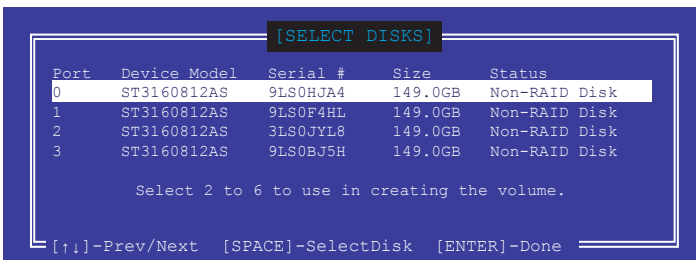 [SELECT DISKS]
Port Device Model Serial # Size Status
0 ST3160812AS 9LS0HJA4 149.0GB Non-RAID Disk
1 ST3160812AS 9LS0F4HL 149.0GB Non-RAID Disk
2 ST3160812AS 3LS0JYL8 149.0GB Non-RAID Disk
3 ST3160812AS 9LS0BJ5H 149.0GB Non-RAID Disk
Select 2 to 6 to use in creating the volume.
[↑↓]-Prev/Next [SPACE]-SelectDisk [ENTER]-Done